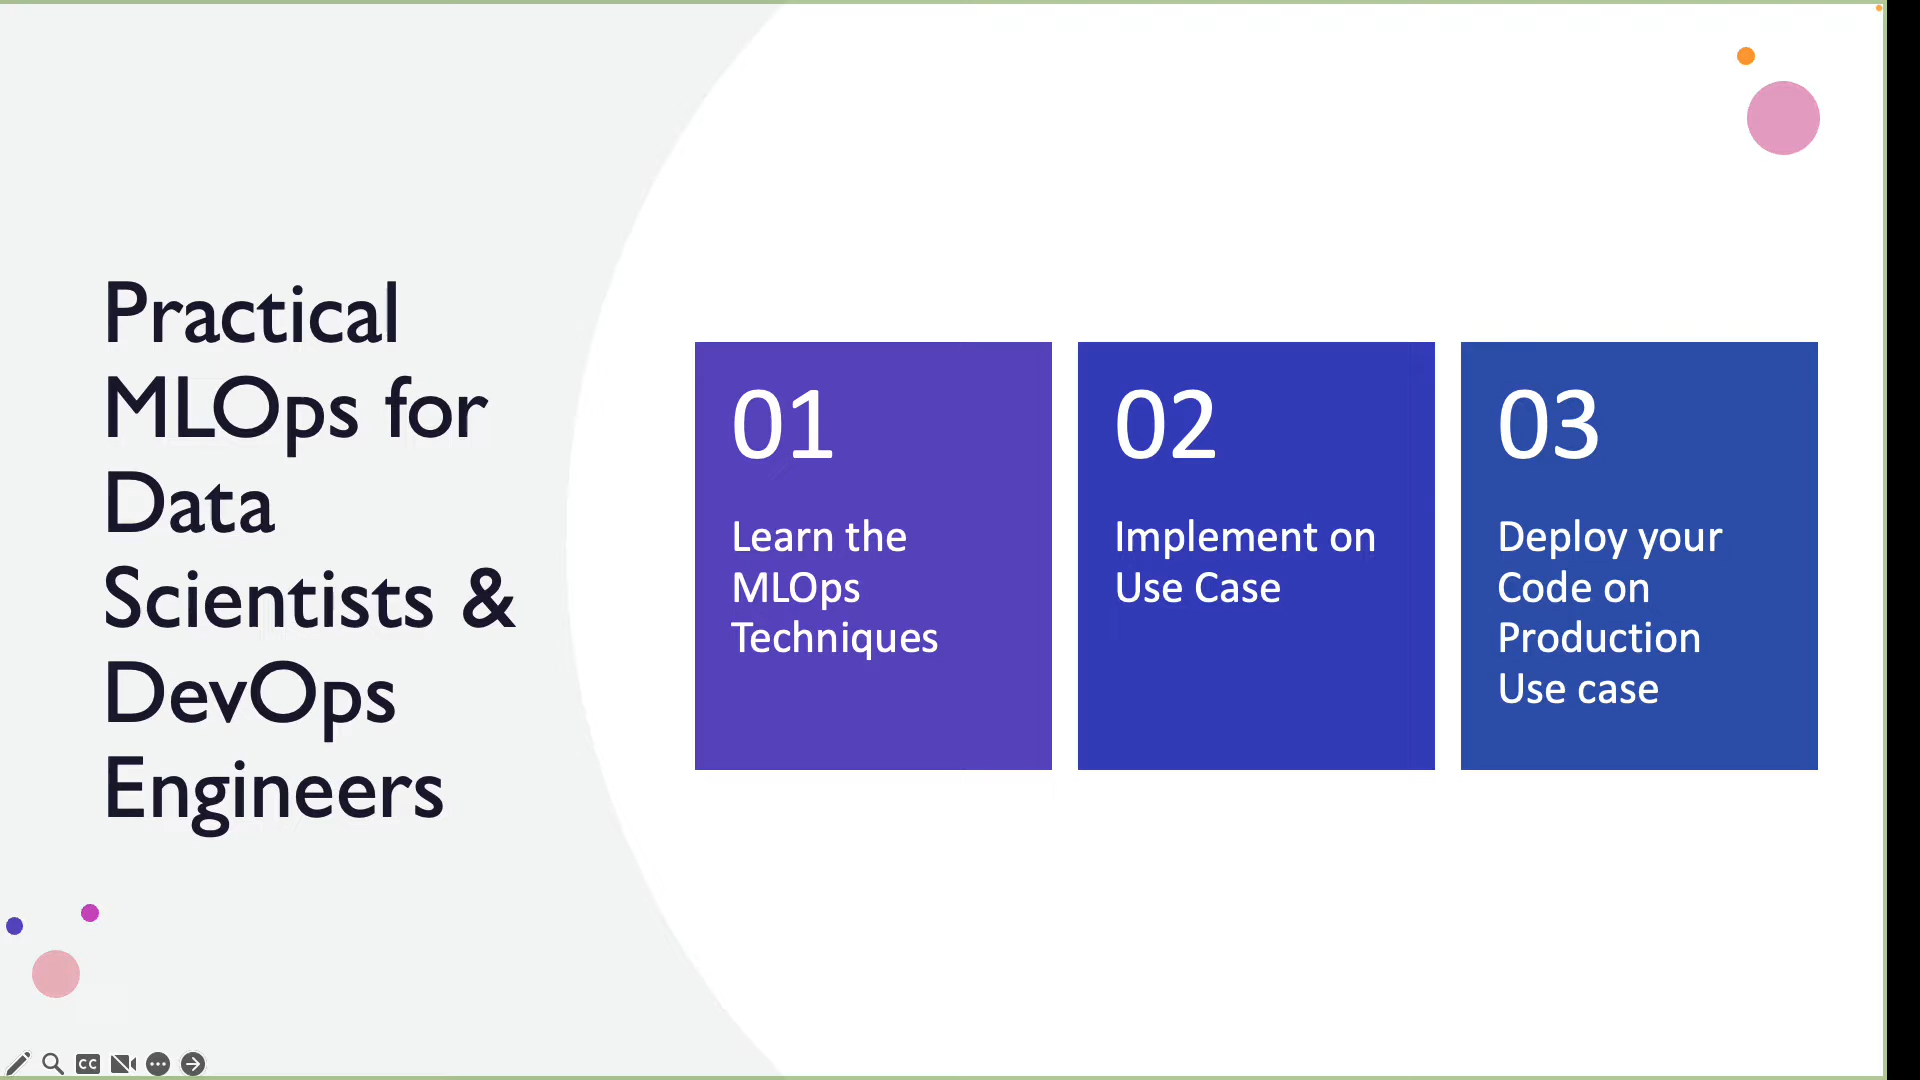 Practical
MLOps for
Data
Scientists &
DevOps
Engineers
01
Learn the
MLOps
Techniques
02
Implement on
Use Case
03
Deploy your
Code on
Production
Use case
CC